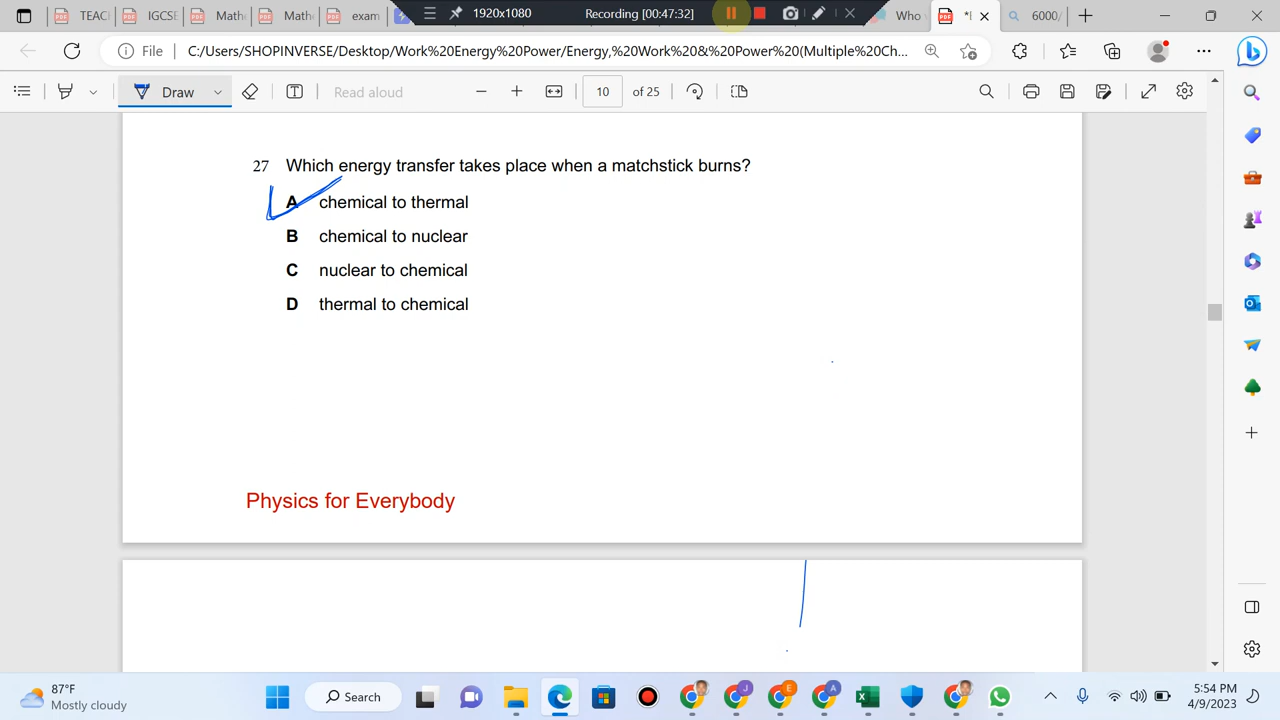 TEAC
IGCSE
Mat
Math
exam
1920x1080
Recording [00:47:32]
Who
6000/
File
C:/Users/SHOPINVERSE/Desktop/Work%20Energy%20Power/Energy,%20Work%20&%20Power%20(Multiple%20Ch...
Draw
Read aloud
10
of 25
27 Which energy transfer takes place when a matchstick burns?
A chemical to thermal
B chemical to nuclear
C nuclear to chemical
D thermal to chemical
Physics for Everybody
87°F
Mostly cloudy
Search
J
E
A
5:54 PM
4/9/2023